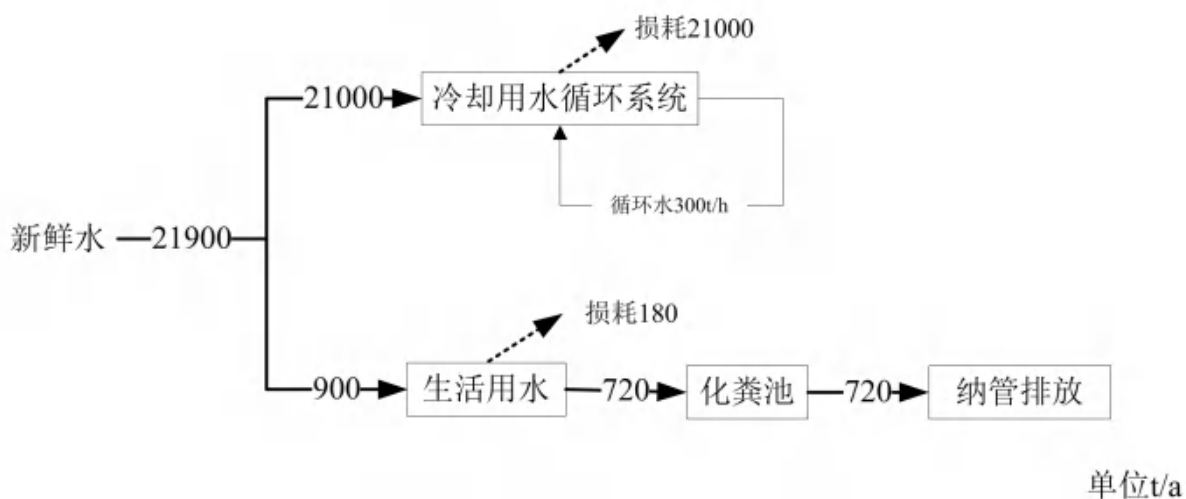 损耗21000
21000
冷却用水循环系统
循环水300t/h
新鲜水
21900
损耗180
900
生活用水
720
化粪池
720
纳管排放
单位t/a